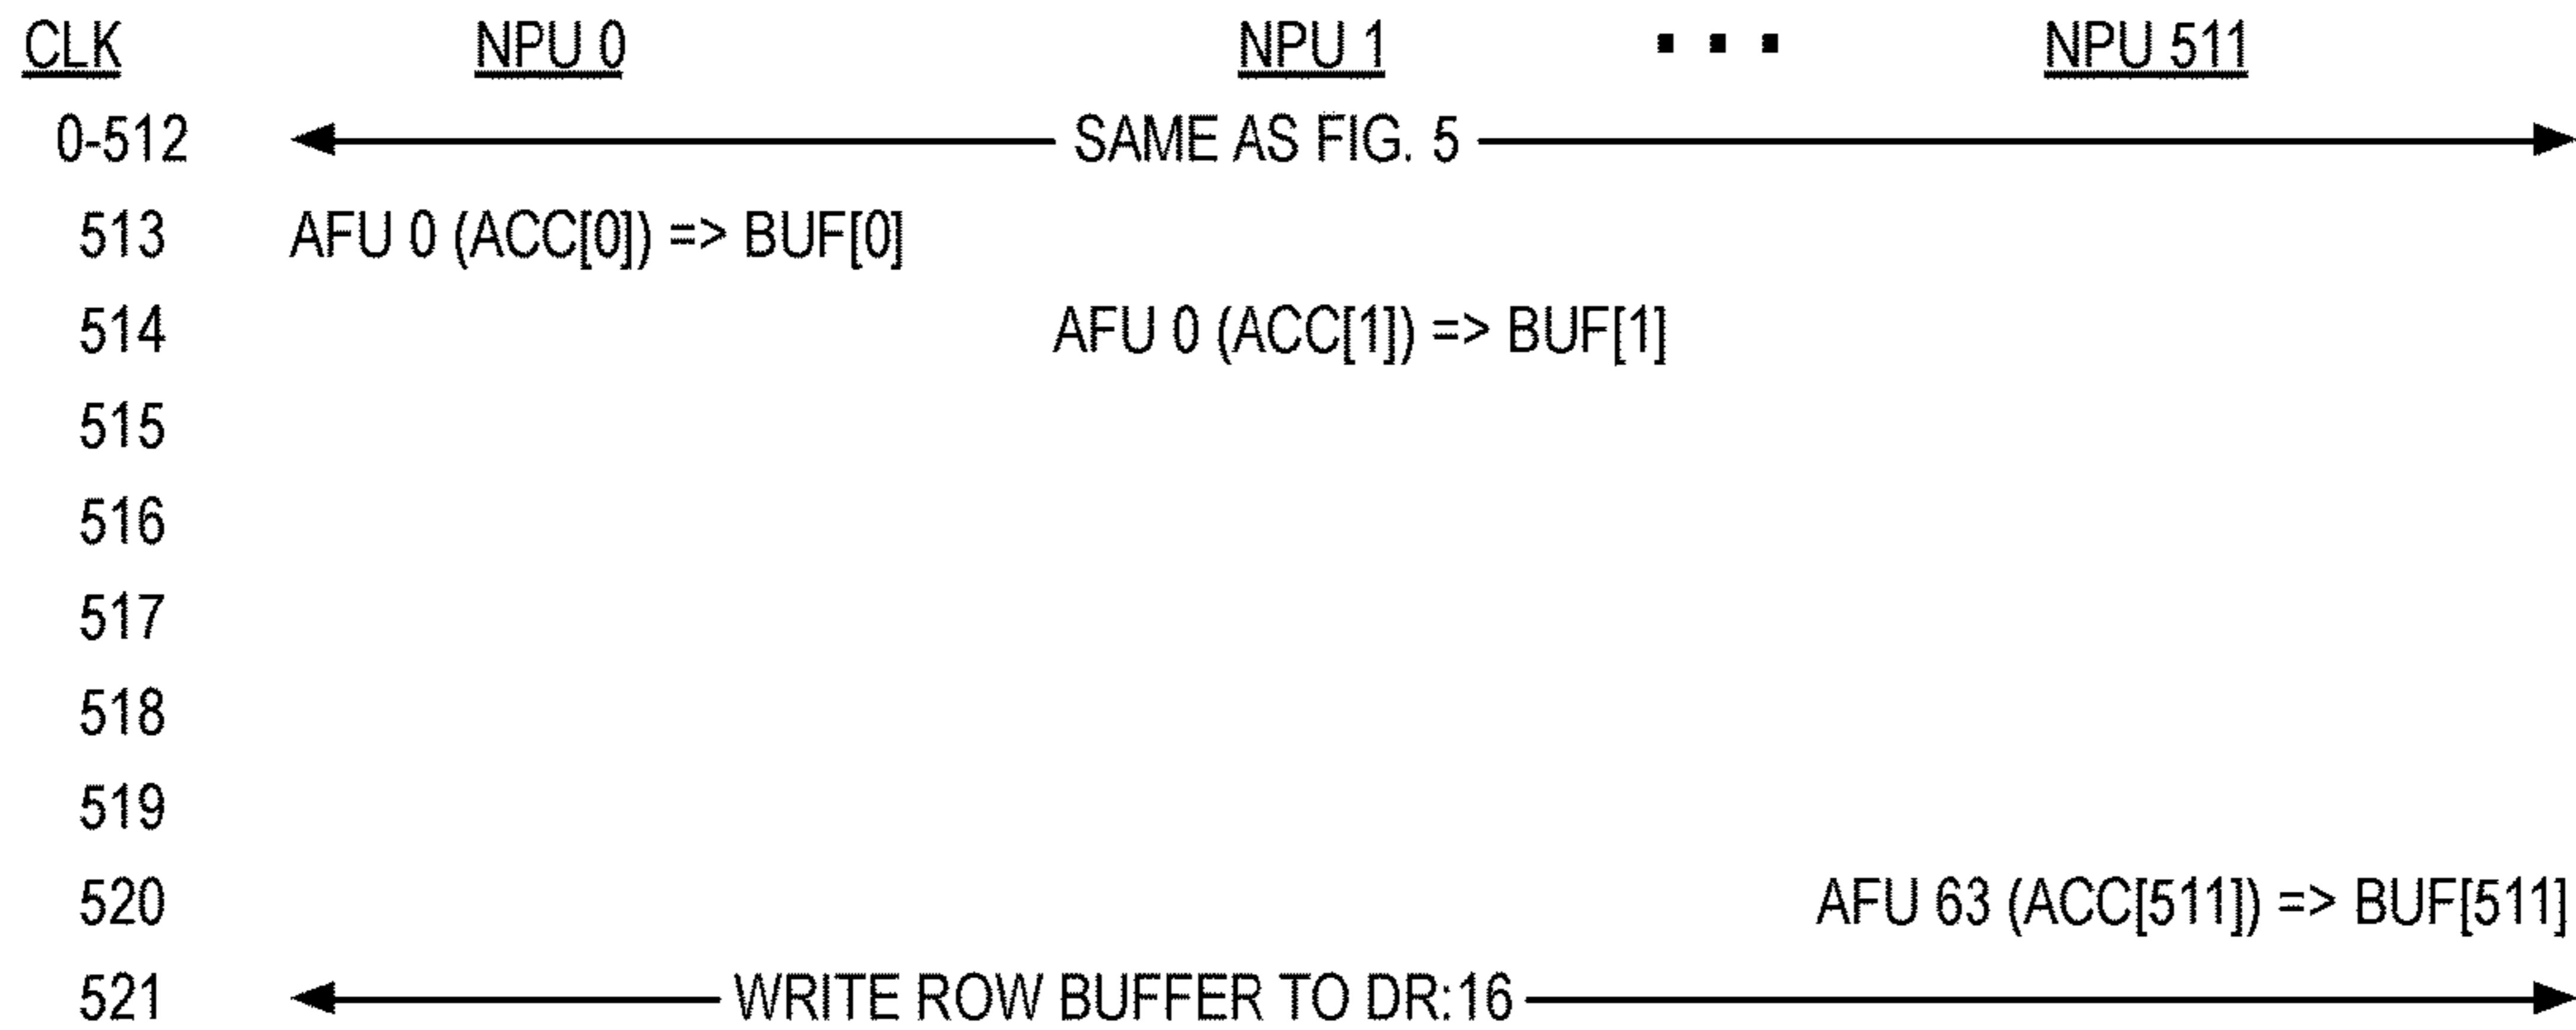 CLK NPU 0 NPU 1 ... NPU 511
0-512 SAME AS FIG. 5
513 AFU 0 (ACC[0]) => BUF[0]
514 AFU 0 (ACC[1]) => BUF[1]
515
516
517
518
519
520 AFU 63 (ACC[511]) => BUF[511]
521 WRITE ROW BUFFER TO DR:16